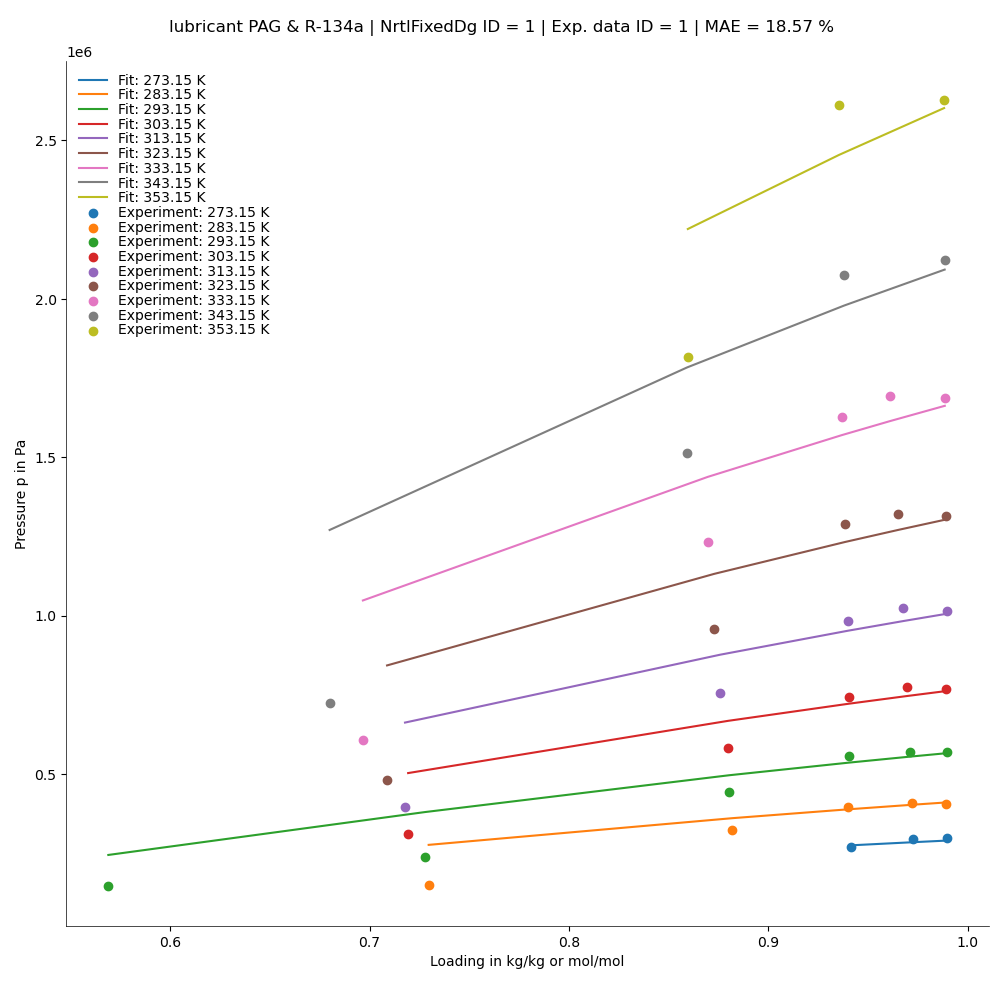 lubricant PAG & R-134a | NrtlFixedDg ID = 1 | Exp. data ID = 1 | MAE = 18.57 %
1e6
Fit: 273.15 K
Fit: 283.15 K
Fit: 293.15 K
Fit: 303.15 K
Fit: 313.15 K
Fit: 323.15 K
Fit: 333.15 K
Fit: 343.15 K
Fit: 353.15 K
Experiment: 273.15 K
Experiment: 283.15 K
Experiment: 293.15 K
Experiment: 303.15 K
Experiment: 313.15 K
Experiment: 323.15 K
Experiment: 333.15 K
Experiment: 343.15 K
Experiment: 353.15 K
2.5
2.0
1.5
1.0
0.5
Pressure p in Pa
0.6 0.7 0.8 0.9 1.0
Loading in kg/kg or mol/mol